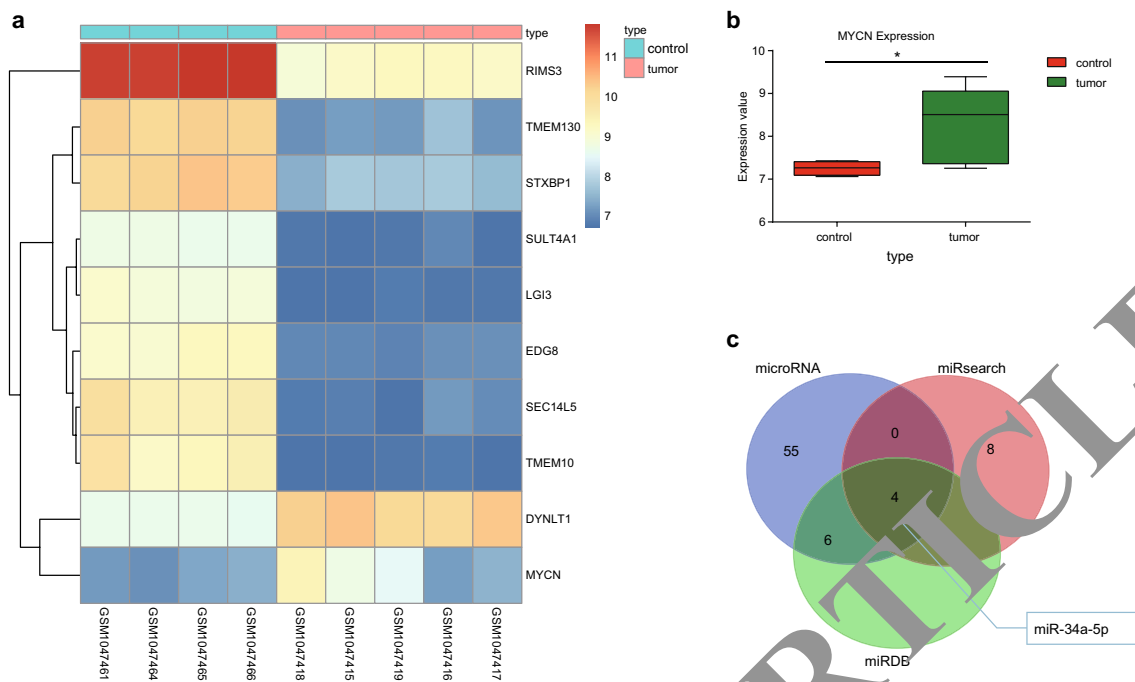 a
type
RIMS3
TMEM130
STXBP1
SULT4A1
LGI3
EDG8
SEC14L5
TMEM10
DYNLT1
MYCN
GSM1047461
GSM1047464
GSM1047465
GSM1047466
GSM1047418
GSM1047415
GSM1047419
GSM1047416
GSM1047417
11
10
9
8
7
type
control
tumor
b
MYCN Expression
*
Expression value
10
9
8
7
6
control
tumor
type
control
tumor
c
microRNA
miRsearch
55
0
8
4
6
miRDB
miR-34a-5p